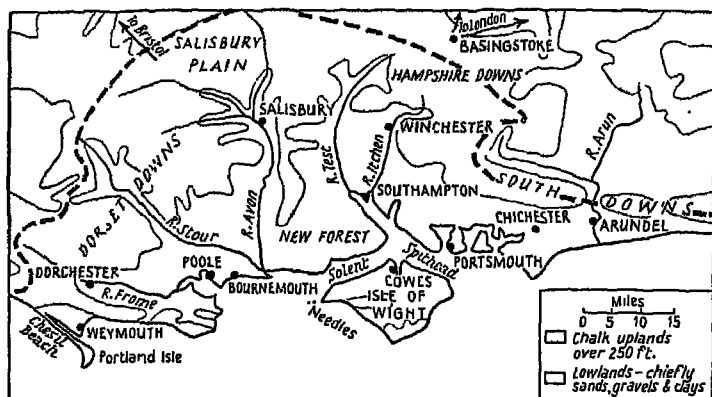 To Bristol
To London
BASINGSTOKE
SALISBURY
PLAIN
HAMPSHIRE DOWNS
SALISBURY
WINCHESTER
R. Test
R. Itchen
R. Arun
DORSET DOWNS
R. Stour
R. Avon
SOUTHAMPTON
SOUTH DOWNS
NEW FOREST
CHICHESTER
ARUNDEL
DORCHESTER
POOLE
BOURNEMOUTH
Solent
Spithead
PORTSMOUTH
R. Frome
COWES
ISLE OF
WIGHT
Needles
WEYMOUTH
Chesil
Beach
Portland Isle
Miles
0 5 10 15
Chalk uplands
over 250 ft.
Lowlands – chiefly
sands, gravels & clays